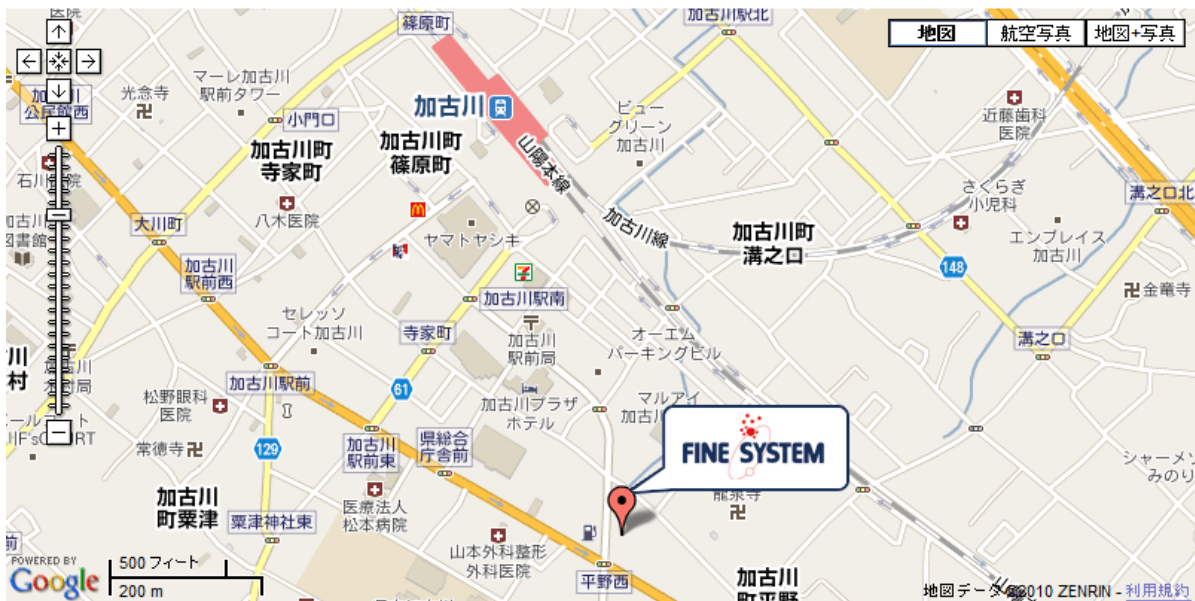 医院
篠原町
加古川駅北
地図
航空写真
地図+写真
マーレ加古川
駅前タワー
光念寺
加古川
公民館西
小門口
加古川
ビュー
グリーン
加古川
近藤歯科
医院
加古川町
寺家町
加古川町
篠原町
山陽本線
石川医院
さくらぎ
小児科
溝之口北
八木医院
大川町
ヤマトヤシキ
加古川線
加古川町
溝之口
エンブレイス
加古川
図書館
加古川
駅前西
148
金竜寺
加古川駅南
セレッソ
コート加古川
寺家町
加古川
駅前局
オーエム
パーキングビル
溝之口
加古川駅前
61
松野眼科
医院
加古川プラザ
ホテル
マルアイ
FINE SYSTEM
常徳寺
129
加古川
駅前東
県総合
庁舎前
シャーメゾ
みのり
龍泉寺
加古川
町粟津
粟津神社東
医療法人
松本病院
山本外科整形
外科医院
平野西
加古川
町平野
POWERED BY
Google
500 フィート
200 m
地図データ ©2010 ZENRIN - 利用規約